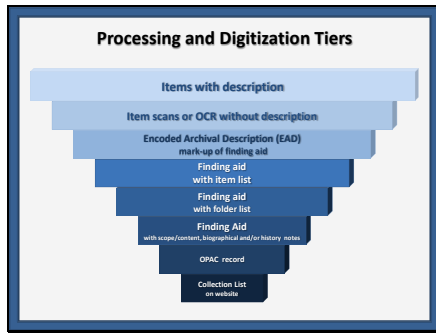 Processing and Digitization Tiers
Items with description
Item scans or OCR without description
Encoded Archival Description (EAD)
mark-up of finding aid
Finding aid
with item list
Finding aid
with folder list
Finding Aid
with scope/content, biographical and/or history notes
OPAC record
Collection List
on website